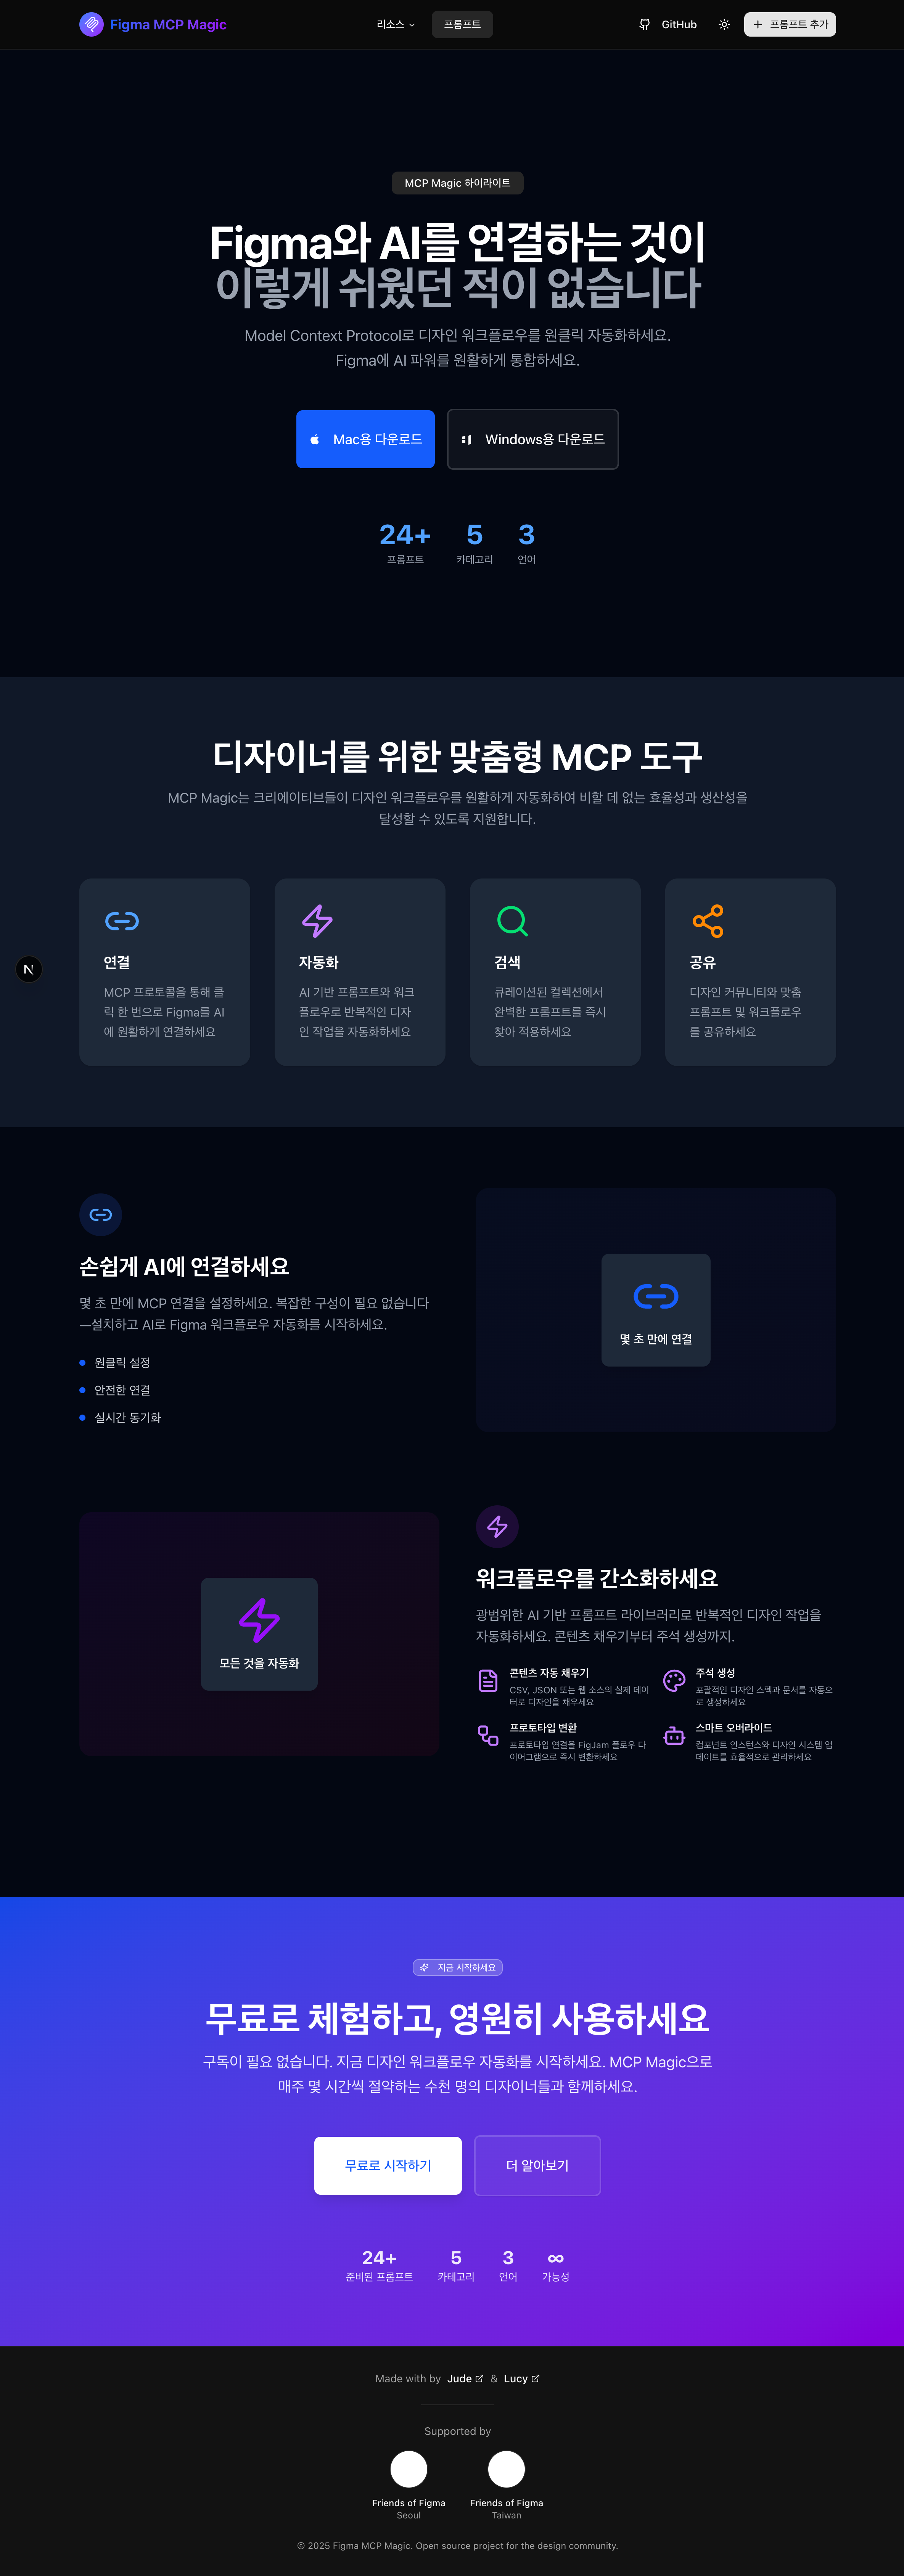 Figma MCP Magic
리소스
프롬프트
GitHub
프롬프트 추가
MCP Magic 하이라이트
Figma와 AI를 연결하는 것이
이렇게 쉬웠던 적이 없습니다
Model Context Protocol로 디자인 워크플로우를 원클릭 자동화하세요.
Figma에 AI 파워를 원활하게 통합하세요.
Mac용 다운로드
Windows용 다운로드
24+
프롬프트
5
카테고리
3
언어
디자이너를 위한 맞춤형 MCP 도구
MCP Magic는 크리에이티브들이 디자인 워크플로우를 원활하게 자동화하여 비할 데 없는 효율성과 생산성을
달성할 수 있도록 지원합니다.
연결
MCP 프로토콜을 통해 클
릭 한 번으로 Figma를 AI
에 원활하게 연결하세요
자동화
AI 기반 프롬프트와 워크
플로우로 반복적인 디자
인 작업을 자동화하세요
검색
큐레이션된 컬렉션에서
완벽한 프롬프트를 즉시
찾아 적용하세요
공유
디자인 커뮤니티와 맞춤
프롬프트 및 워크플로우
를 공유하세요
N
손쉽게 AI에 연결하세요
몇 초 만에 MCP 연결을 설정하세요. 복잡한 구성이 필요 없습니다
—설치하고 AI로 Figma 워크플로우 자동화를 시작하세요.
원클릭 설정
안전한 연결
실시간 동기화
몇 초 만에 연결
모든 것을 자동화
워크플로우를 간소화하세요
광범위한 AI 기반 프롬프트 라이브러리로 반복적인 디자인 작업을
자동화하세요. 콘텐츠 채우기부터 주석 생성까지.
콘텐츠 자동 채우기
CSV, JSON 또는 웹 소스의 실제 데이
터로 디자인을 채우세요
주석 생성
포괄적인 디자인 스펙과 문서를 자동으
로 생성하세요
프로토타입 변환
프로토타입 연결을 FigJam 플로우 다
이어그램으로 즉시 변환하세요
스마트 오버라이드
컴포넌트 인스턴스와 디자인 시스템 업
데이트를 효율적으로 관리하세요
지금 시작하세요
무료로 체험하고, 영원히 사용하세요
구독이 필요 없습니다. 지금 디자인 워크플로우 자동화를 시작하세요. MCP Magic으로
매주 몇 시간씩 절약하는 수천 명의 디자이너들과 함께하세요.
무료로 시작하기
더 알아보기
24+
준비된 프롬프트
5
카테고리
3
언어
∞
가능성
Made with by Jude & Lucy
Supported by
Friends of Figma
Seoul
Friends of Figma
Taiwan
© 2025 Figma MCP Magic. Open source project for the design community.